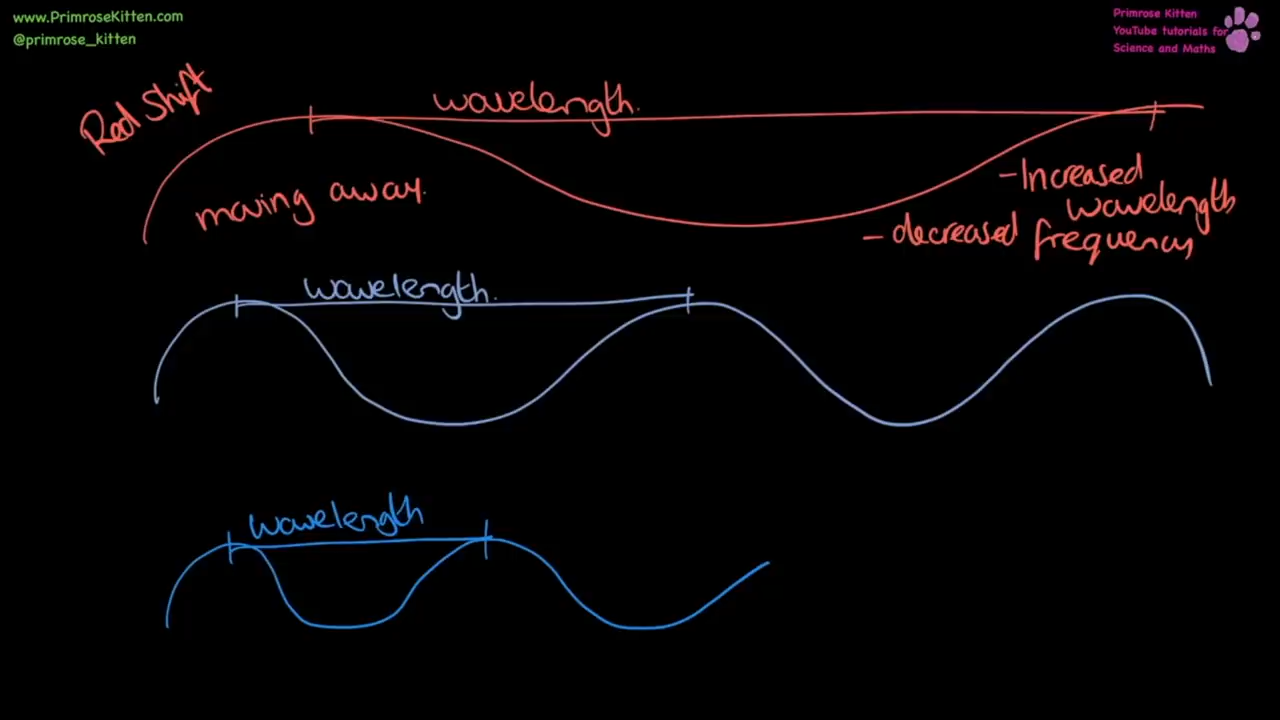 www.PrimroseKitten.com
@primrose_kitten
Primrose Kitten
YouTube tutorials for
Science and Maths
Red Shift
wavelength.
moving away.
-Increased
wavelength
- decreased frequency
wavelength.
wavelength